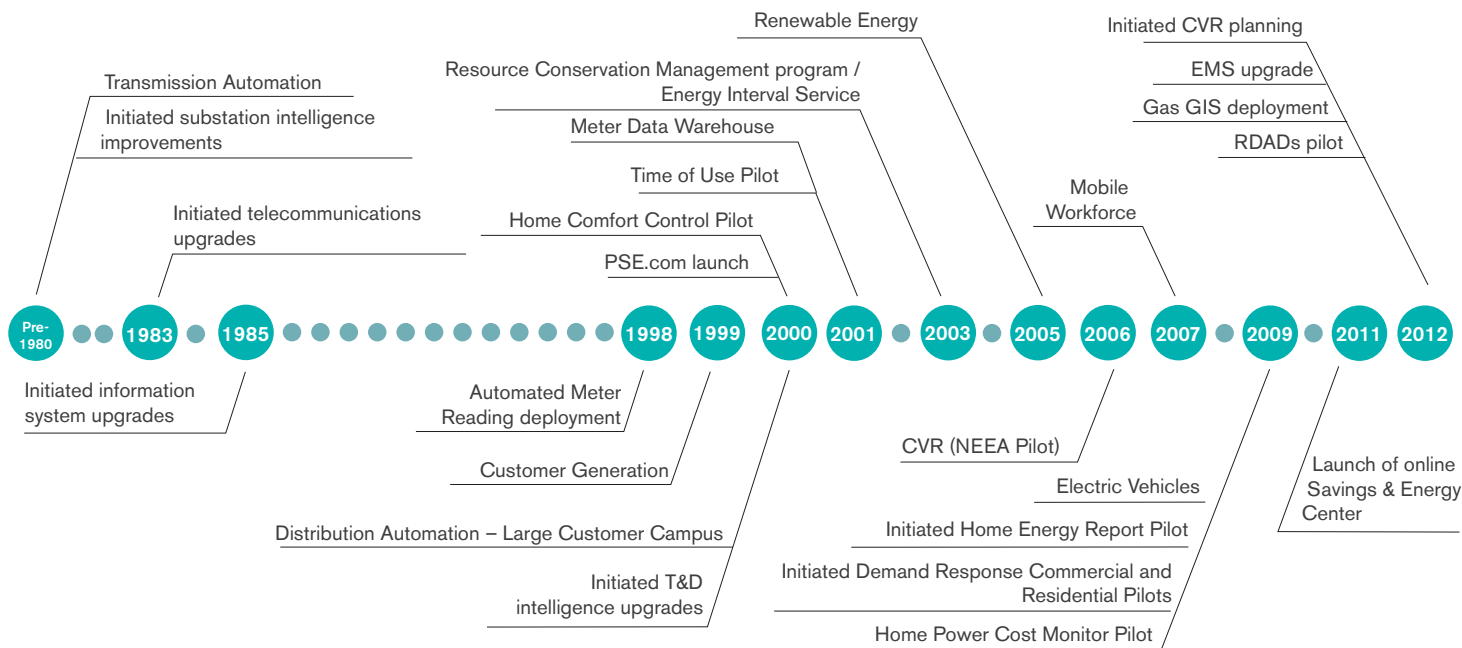 Renewable Energy
Initiated CVR planning
Transmission Automation
Resource Conservation Management program /
Energy Interval Service
EMS upgrade
Gas GIS deployment
Initiated substation intelligence
improvements
Meter Data Warehouse
RDADs pilot
Time of Use Pilot
Mobile
Workforce
Initiated telecommunications
upgrades
Home Comfort Control Pilot
PSE.com launch
Pre-
1980
1983
1985
1998
1999
2000
2001
2003
2005
2006
2007
2009
2011
2012
Initiated information
system upgrades
Automated Meter
Reading deployment
CVR (NEEA Pilot)
Customer Generation
Electric Vehicles
Launch of online
Savings & Energy
Center
Distribution Automation – Large Customer Campus
Initiated Home Energy Report Pilot
Initiated T&D
intelligence upgrades
Initiated Demand Response Commercial and
Residential Pilots
Home Power Cost Monitor Pilot